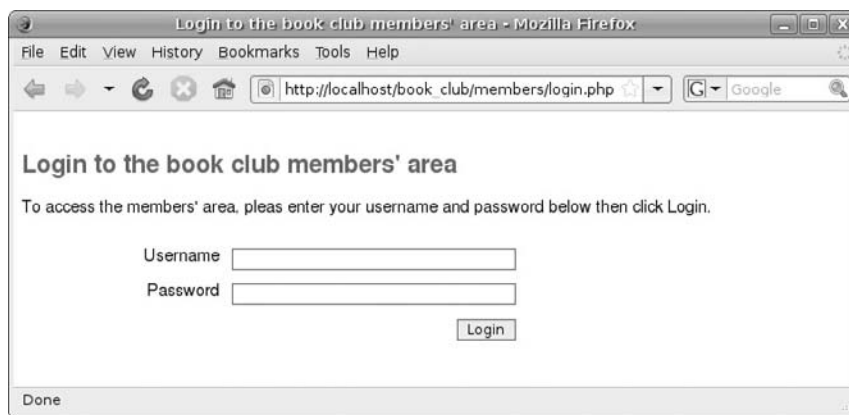 Login to the book club members' area - Mozilla Firefox
File Edit View History Bookmarks Tools Help
http://localhost/book_club/members/login.php G Google
Login to the book club members' area
To access the members' area, pleas enter your username and password below then click Login.
Username
Password
Login
Done